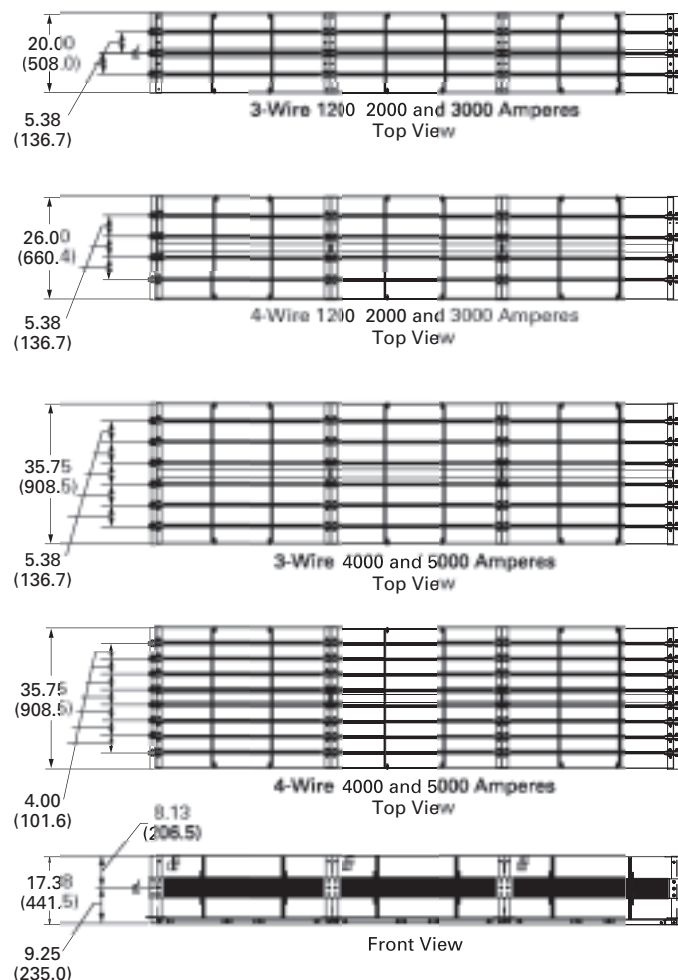 20.00
(508.0)
5.38
(136.7)
3-Wire 1200 2000 and 3000 Amperes
Top View
26.00
(660.4)
5.38
(136.7)
4-Wire 1200 2000 and 3000 Amperes
Top View
35.75
(908.5)
5.38
(136.7)
3-Wire 4000 and 5000 Amperes
Top View
35.75
(908.5)
4.00
(101.6)
4-Wire 4000 and 5000 Amperes
Top View
8.13
(206.5)
17.38
(441.5)
9.25
(235.0)
Front View